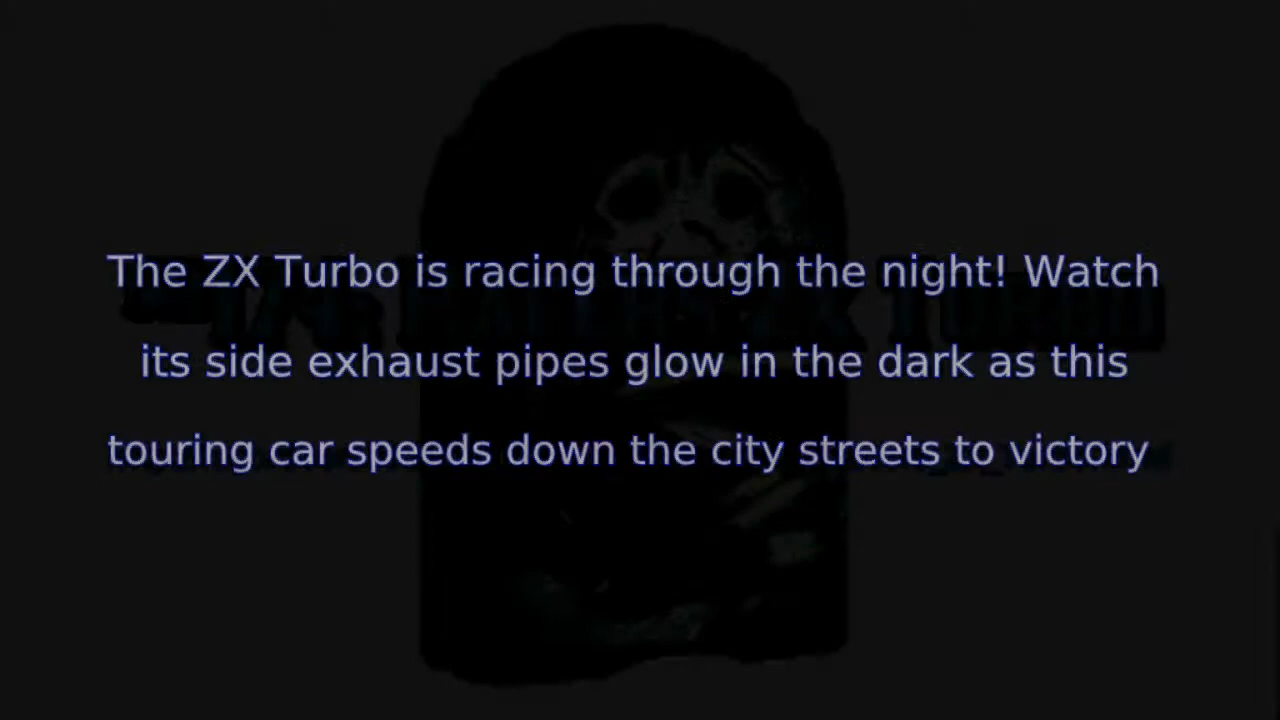 The ZX Turbo is racing through the night! Watch
its side exhaust pipes glow in the dark as this
touring car speeds down the city streets to victory